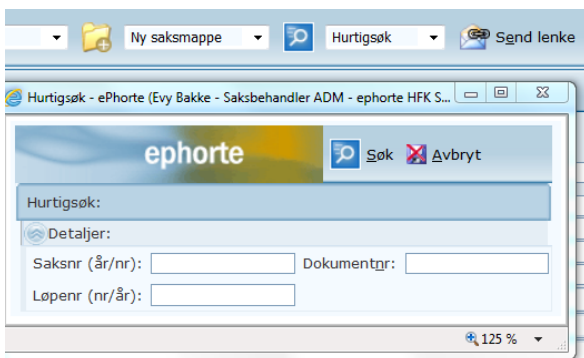 Ny saksmappe Hurtigsøk Send lenke
Hurtigsøk - ePhorte (Evy Bakke - Saksbehandler ADM - ephorte HFK S...
ephorte Søk Avbryt
Hurtigsøk:
Detaljer:
Saksnr (år/nr): Dokumentnr:
Løpenr (nr/år):
125 %